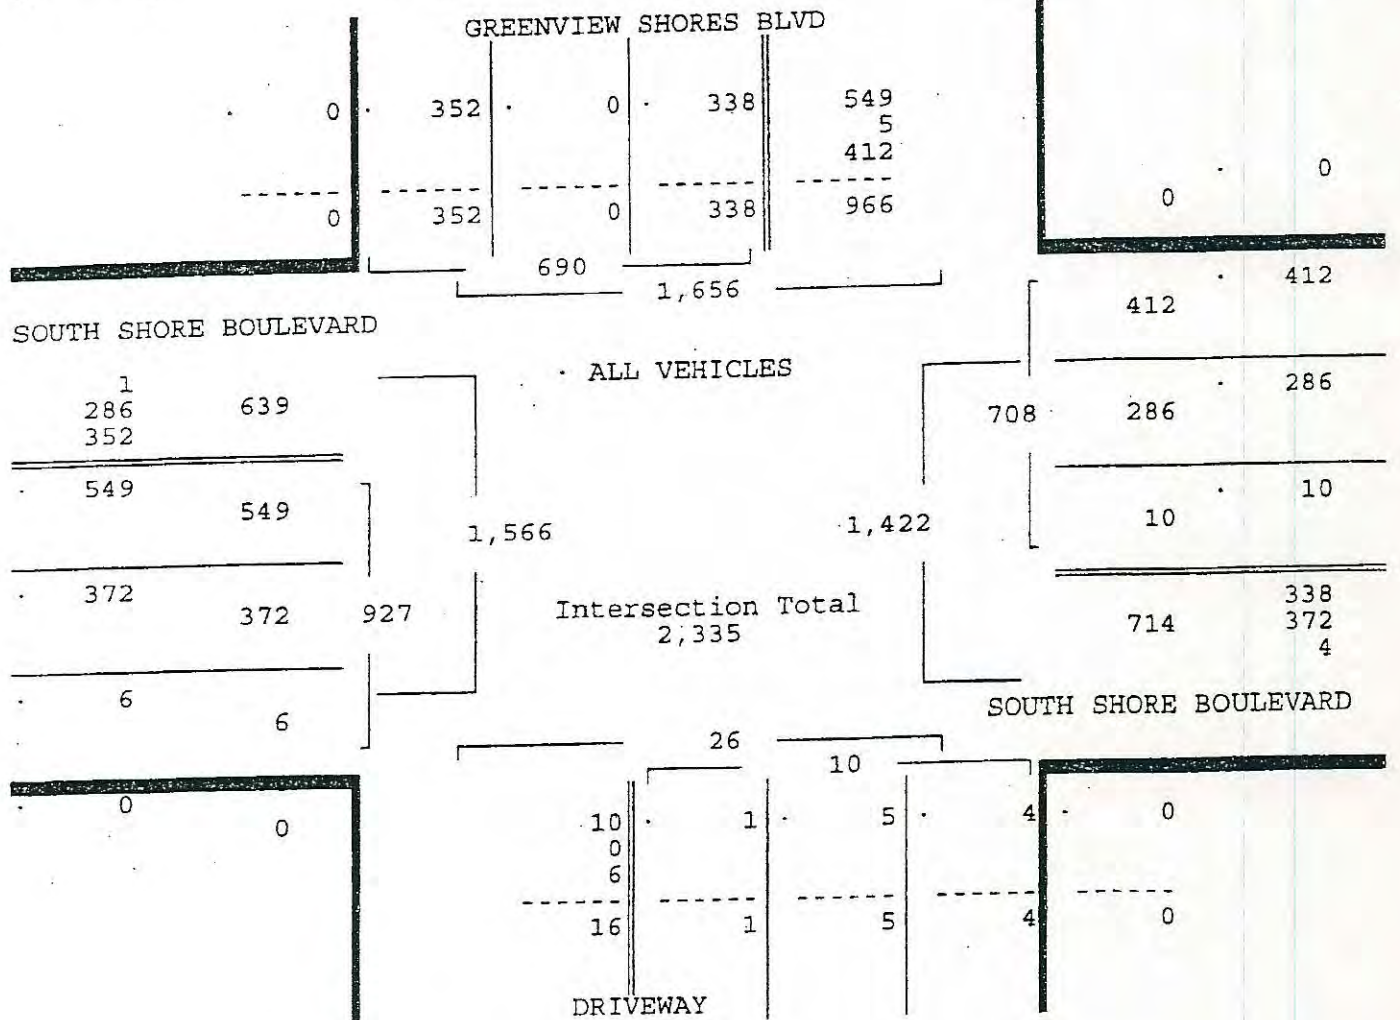 GREENVIEW SHORES BLVD
· 0 · 352 · 0 · 338 549
5
412
------ ------ ------ ------ ------
0 352 0 338 966
· 0
0
690
1,656
· 412
412
SOUTH SHORE BOULEVARD
1
286 639
352
· ALL VEHICLES
· 286
708 286
· 549
549
· 10
10
1,566
1,422
· 372
372 927
Intersection Total
2,335
338
714 372
4
· 6
6
SOUTH SHORE BOULEVARD
26
10
· 0
0
10 · 1 · 5 · 4 · 0
0
6
------ ------ ------ ------ ------
16 1 5 4 0
DRIVEWAY